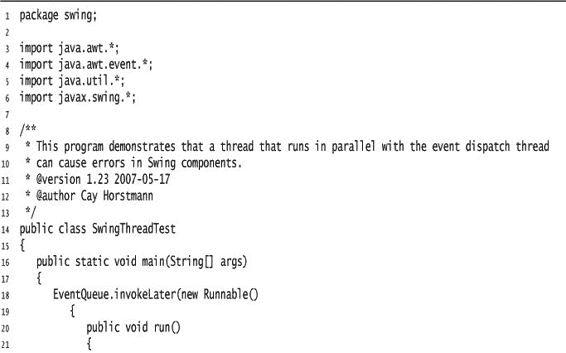 1 package swing;
2
3 import java.awt.*;
4 import java.awt.event.*;
5 import java.util.*;
6 import javax.swing.*;
7
8 /**
9  * This program demonstrates that a thread that runs in parallel with the event dispatch thread
10  * can cause errors in Swing components.
11  * @version 1.23 2007-05-17
12  * @author Cay Horstmann
13  */
14 public class SwingThreadTest
15 {
16    public static void main(String[] args)
17    {
18       EventQueue.invokeLater(new Runnable()
19          {
20             public void run()
21             {